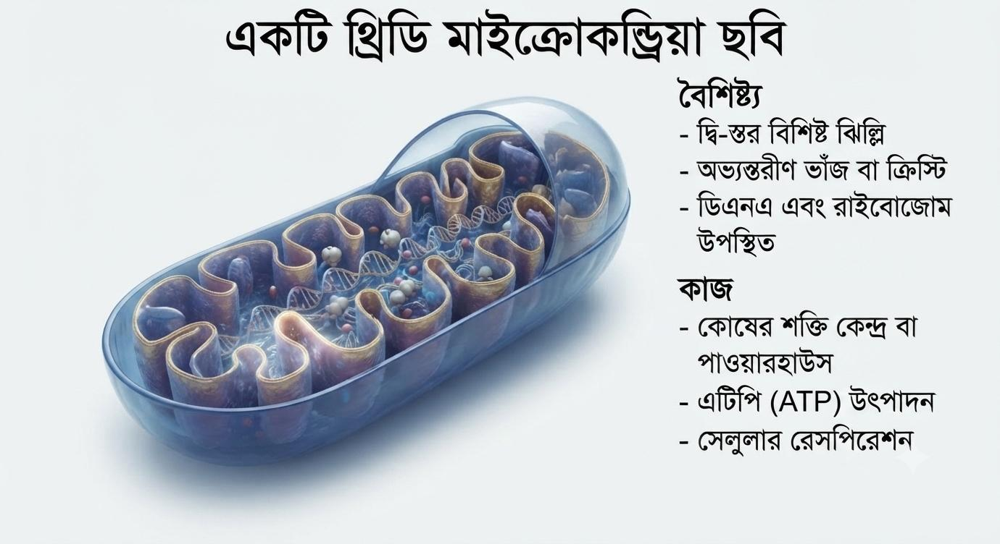 একটি থ্রিডি মাইক্রোকন্ড্রিয়া ছবি
বৈশিষ্ট্য
- দ্বি-স্তর বিশিষ্ট ঝিল্লি
- অভ্যন্তরীণ ভাঁজ বা ক্রিস্টি
- ডিএনএ এবং রাইবোজোম
উপস্থিত
কাজ
- কোষের শক্তি কেন্দ্র বা
পাওয়ারহাউস
- এটিপি (ATP) উৎপাদন
- সেলুলার রেসপিরেশন